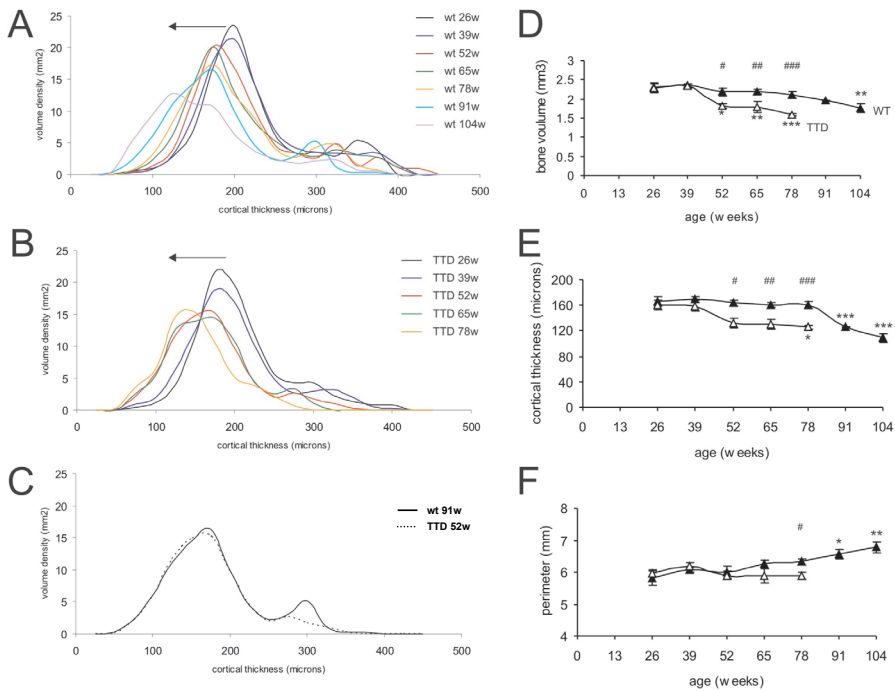 A
25
20
15
10
5
0
volume density (mm2)
0 100 200 300 400 500
cortical thickness (microns)
wt 26w
wt 39w
wt 52w
wt 65w
wt 78w
wt 91w
wt 104w
B
25
20
15
10
5
0
volume density (mm2)
0 100 200 300 400 500
cortical thickness (microns)
TTD 26w
TTD 39w
TTD 52w
TTD 65w
TTD 78w
C
25
20
15
10
5
0
volume density (mm2)
0 100 200 300 400 500
cortical thickness (microns)
wt 91w
TTD 52w
D
3
2.5
2
1.5
1
0.5
0
bone voulume (mm3)
# ## ###
**
WT
* ** *** TTD
0 13 26 39 52 65 78 91 104
age (weeks)
E
200
160
120
80
40
0
cortical thickness (microns)
# ## ###
***
***
*
0 13 26 39 52 65 78 91 104
age (weeks)
F
8
7
6
5
4
perimeter (mm)
#
* **
0 13 26 39 52 65 78 91 104
age (weeks)